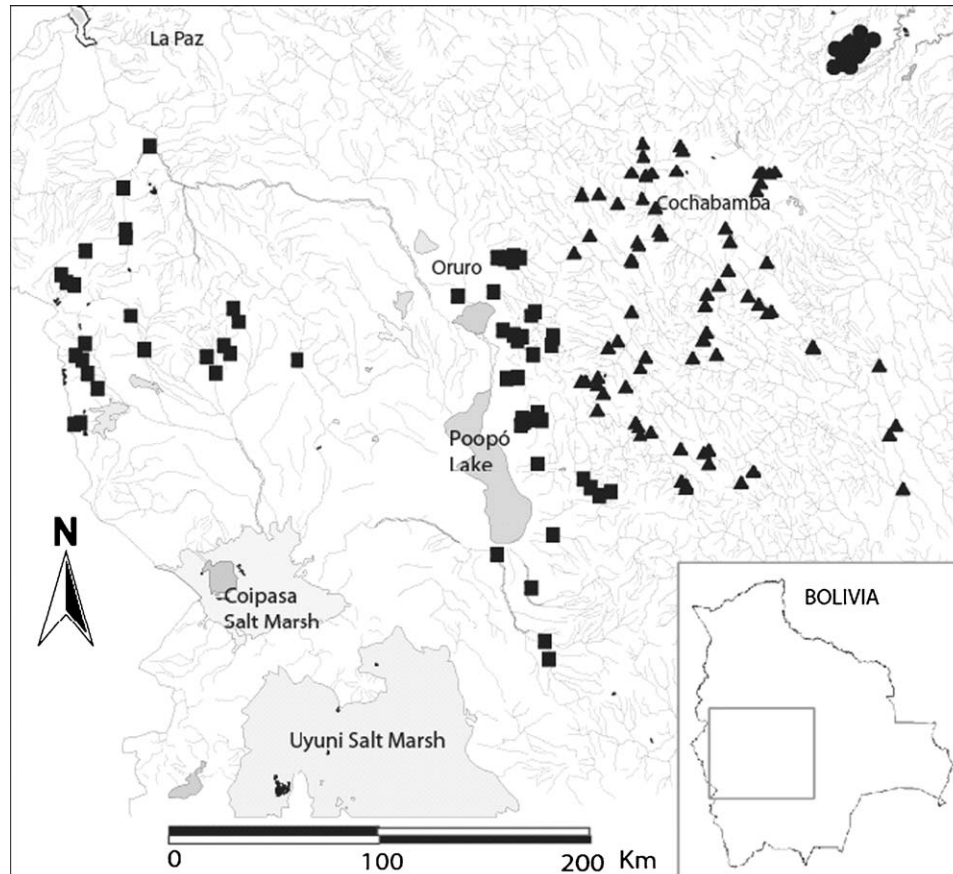 La Paz
Cochabamba
Oruro
Poopó
Lake
N
Coipasa
Salt Marsh
BOLIVIA
Uyuni Salt Marsh
0 100 200 Km